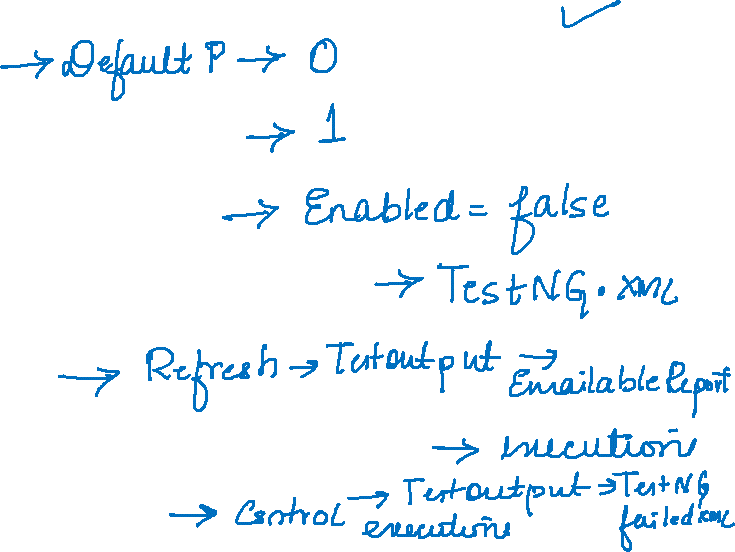 → Default P → 0
→ 1
→ Enabled = false
→ TestNG.XML
→ Refresh → Testoutput → Emailable Report
→ execution
→ Control execution → Testoutput → TestNG failed XML